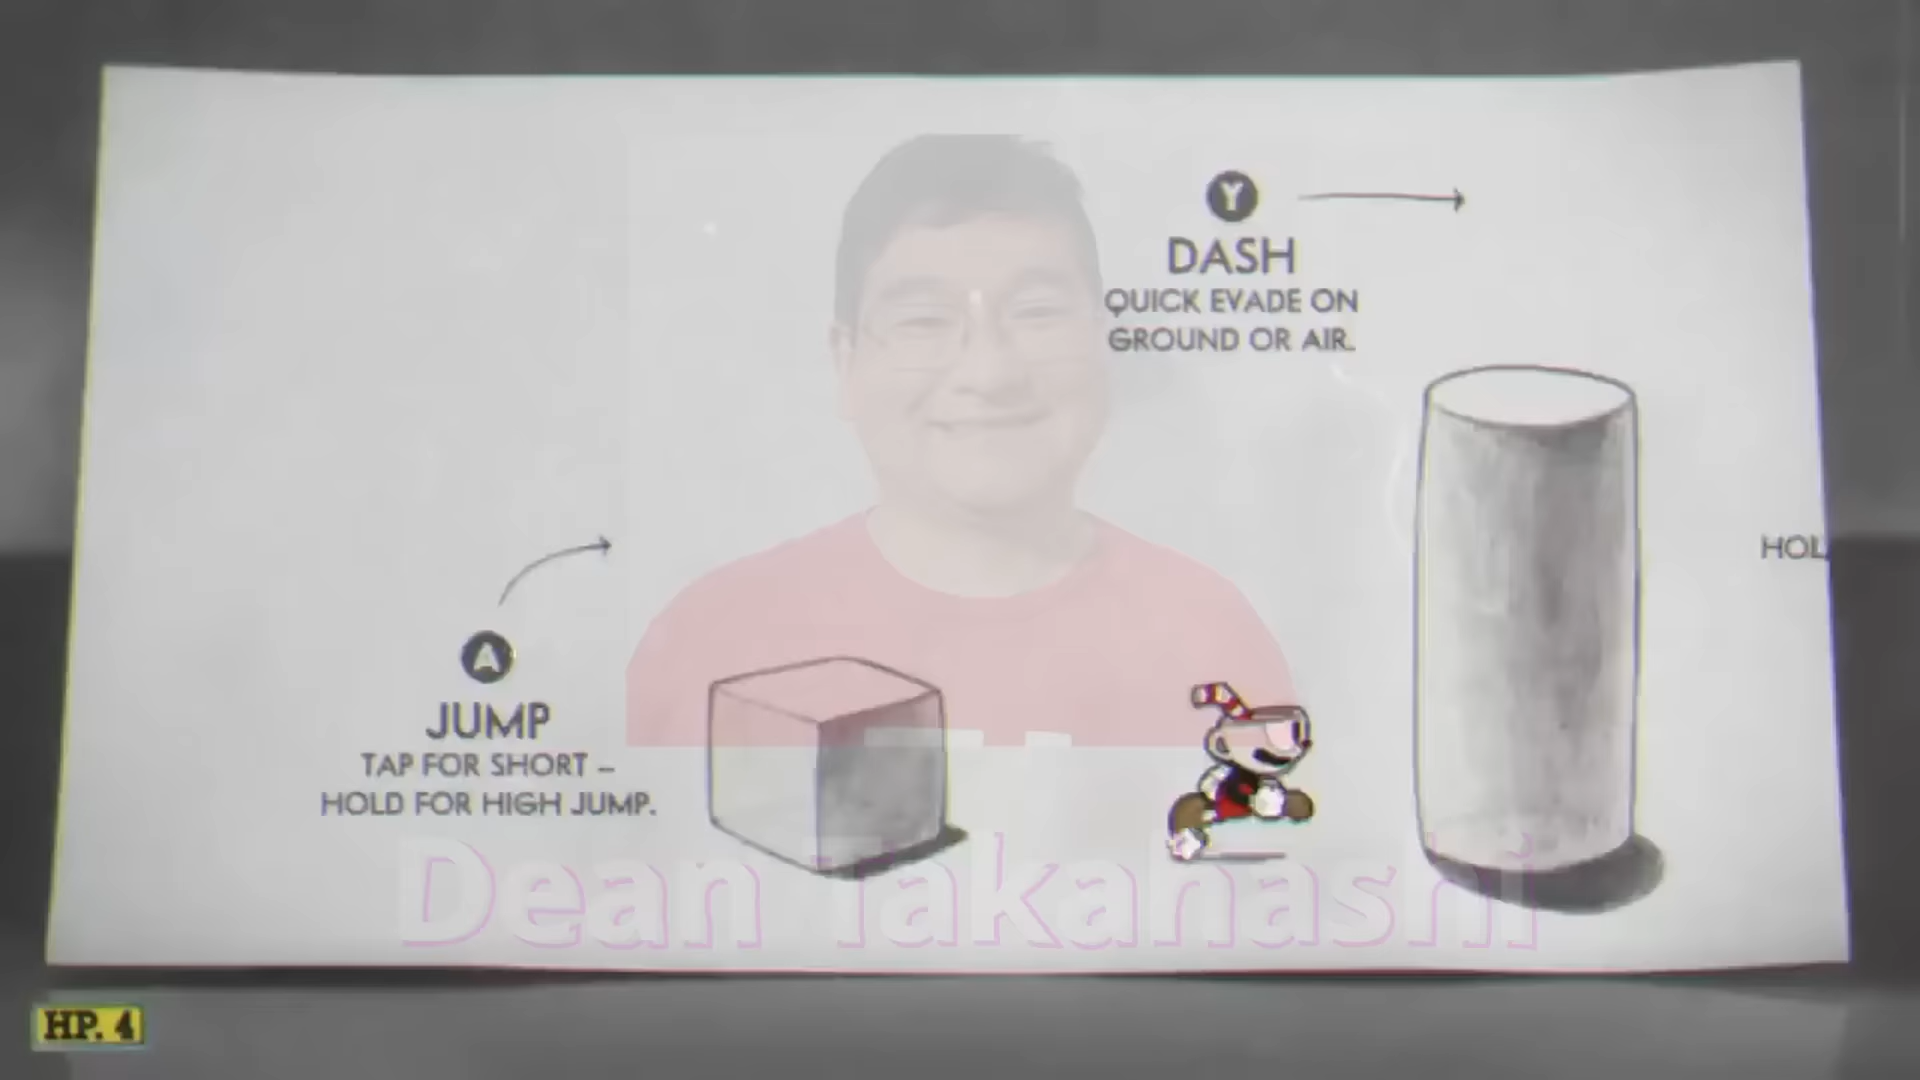 Y
DASH
QUICK EVADE ON
GROUND OR AIR.
HOL
A
JUMP
TAP FOR SHORT –
HOLD FOR HIGH JUMP.
Dean Takahashi
HP. 4